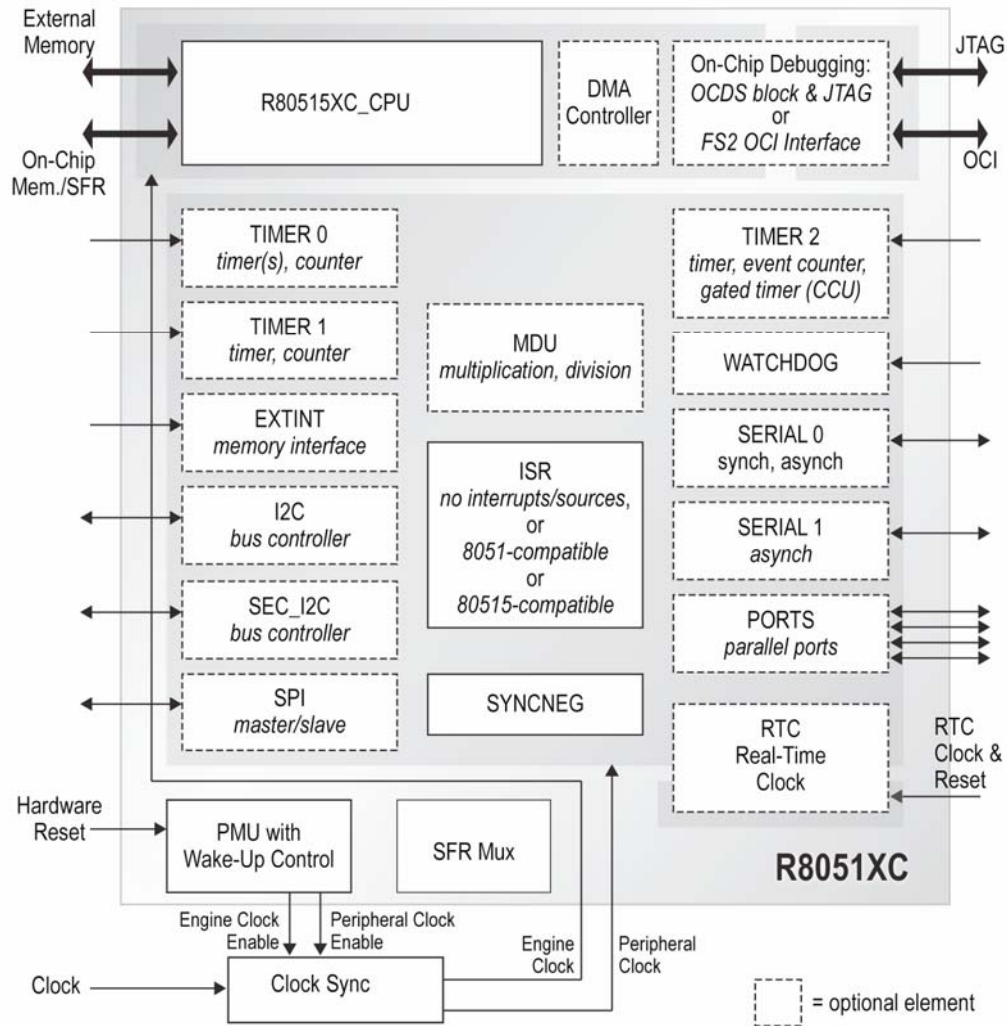 External
Memory
On-Chip
Mem./SFR
R80515XC_CPU
DMA
Controller
On-Chip Debugging:
OCDS block & JTAG
or
FS2 OCI Interface
JTAG
OCI
TIMER 0
timer(s), counter
TIMER 1
timer, counter
EXTINT
memory interface
I2C
bus controller
SEC_I2C
bus controller
SPI
master/slave
MDU
multiplication, division
ISR
no interrupts/sources,
or
8051-compatible
or
80515-compatible
SYNCNEG
TIMER 2
timer, event counter,
gated timer (CCU)
WATCHDOG
SERIAL 0
synch, asynch
SERIAL 1
asynch
PORTS
parallel ports
RTC
Real-Time
Clock
RTC
Clock &
Reset
Hardware
Reset
PMU with
Wake-Up Control
SFR Mux
R8051XC
Engine Clock
Enable
Peripheral Clock
Enable
Engine
Clock
Peripheral
Clock
Clock
Clock Sync
= optional element